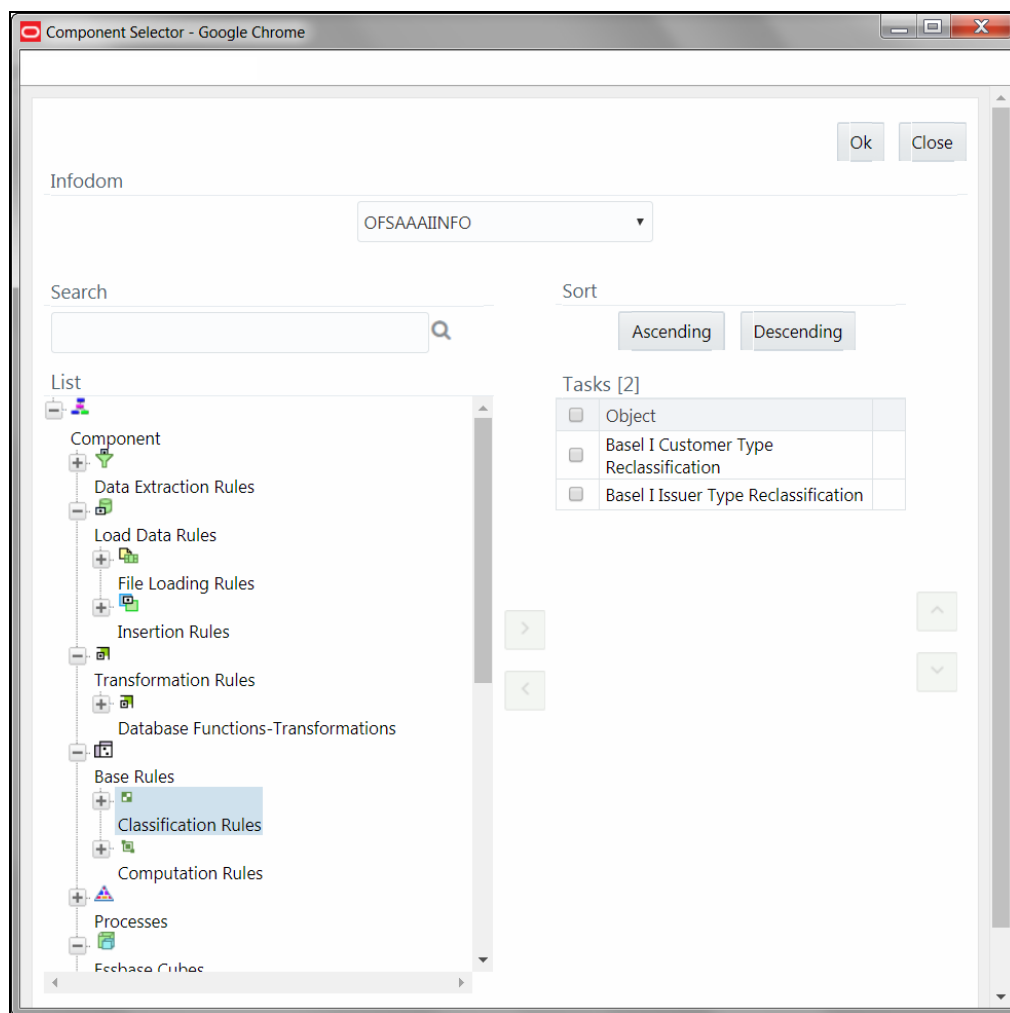 Component Selector - Google Chrome
Ok
Close
Infodom
OFSAAAIINFO
Search
Sort
Ascending
Descending
List
Tasks [2]
Component
Data Extraction Rules
Load Data Rules
File Loading Rules
Insertion Rules
Transformation Rules
Database Functions-Transformations
Base Rules
Classification Rules
Computation Rules
Processes
Essbase Cubes
Object
Basel I Customer Type
Reclassification
Basel I Issuer Type Reclassification